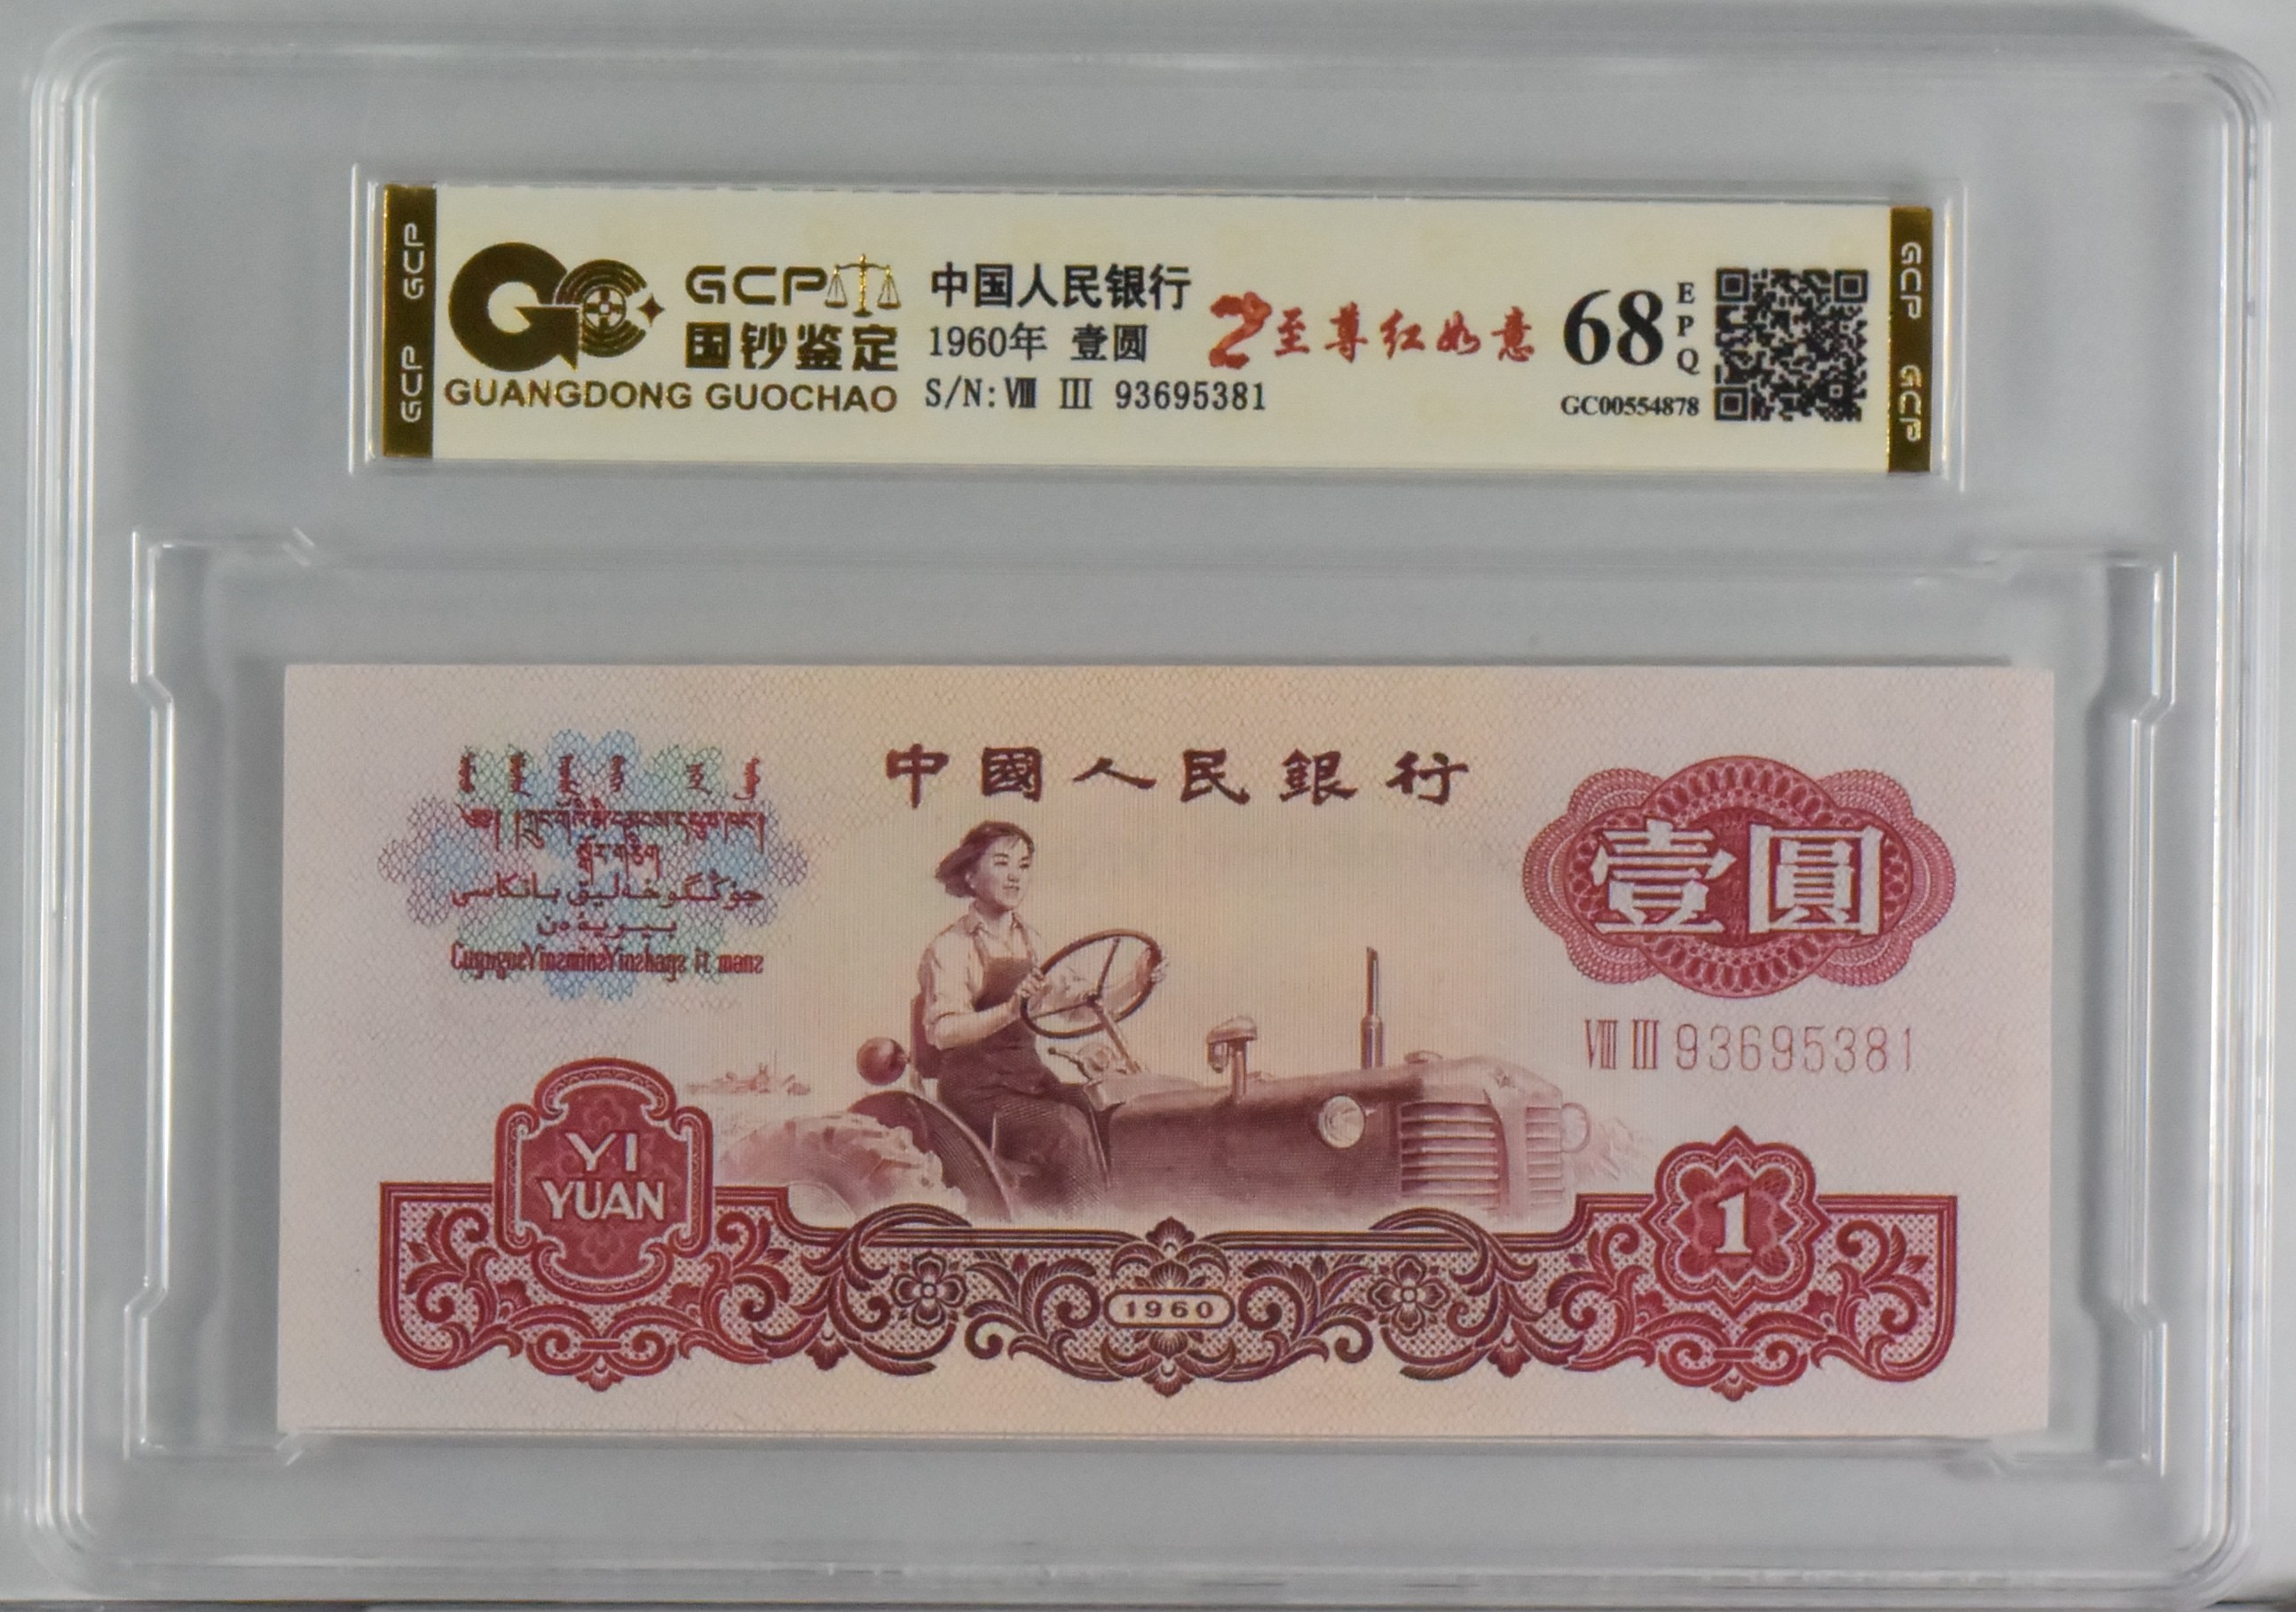 GCP
GCP
GCP
国钞鉴定
GUANGDONG GUOCHAO
中国人民银行
1960年 壹圆
S/N: Ⅷ Ⅲ 93695381
至尊红如意
68
EPQ
GC00554878
GCP
GCP
中國人民銀行
壹圓
Ⅷ Ⅲ 93695381
YI
YUAN
1960
1